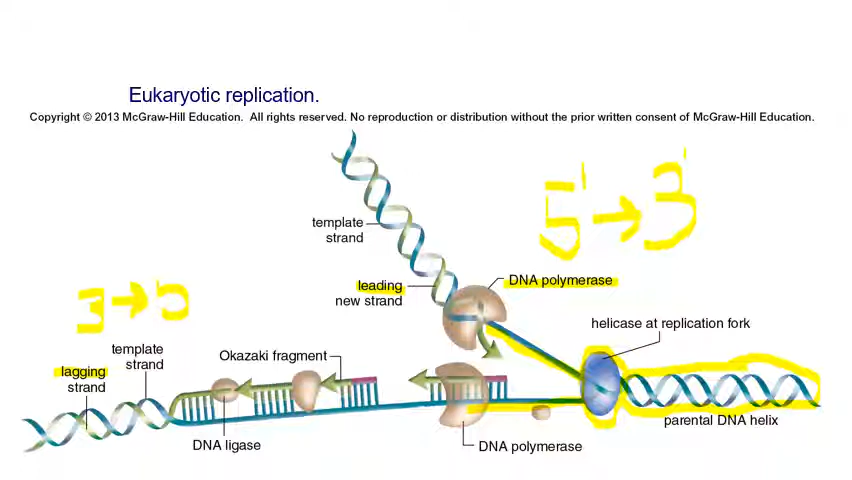 Eukaryotic replication.
Copyright © 2013 McGraw-Hill Education. All rights reserved. No reproduction or distribution without the prior written consent of McGraw-Hill Education.
5' → 3'
template
strand
DNA polymerase
leading
new strand
3 → 5
helicase at replication fork
template
strand
Okazaki fragment
lagging
strand
parental DNA helix
DNA ligase
DNA polymerase